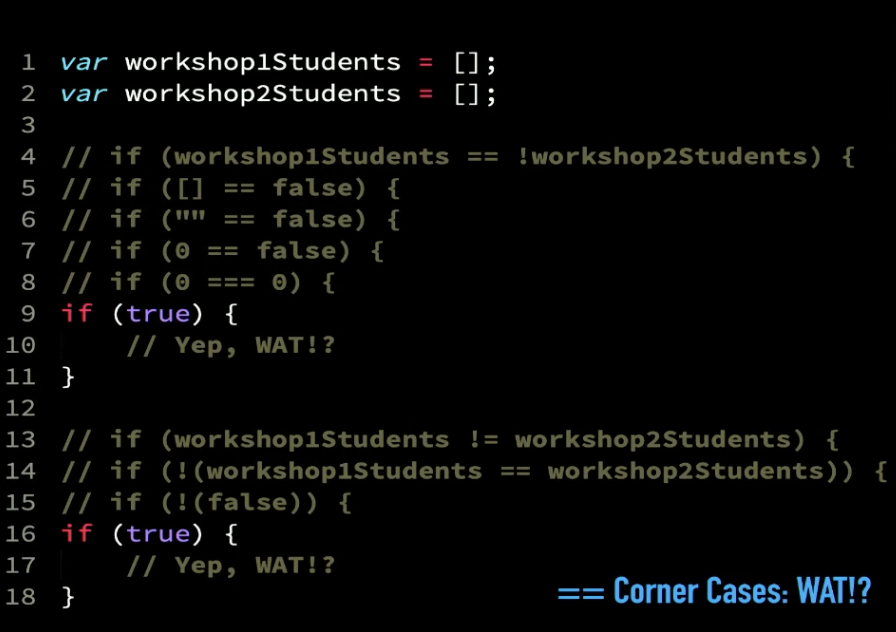 1 var workshop1Students = [];
2 var workshop2Students = [];
3
4 // if (workshop1Students == !workshop2Students) {
5 // if ([] == false) {
6 // if ("" == false) {
7 // if (0 == false) {
8 // if (0 === 0) {
9 if (true) {
10     // Yep, WAT!?
11 }
12
13 // if (workshop1Students != workshop2Students) {
14 // if (!(workshop1Students == workshop2Students)) {
15 // if (!(false)) {
16 if (true) {
17     // Yep, WAT!?
18 }
== Corner Cases: WAT!?